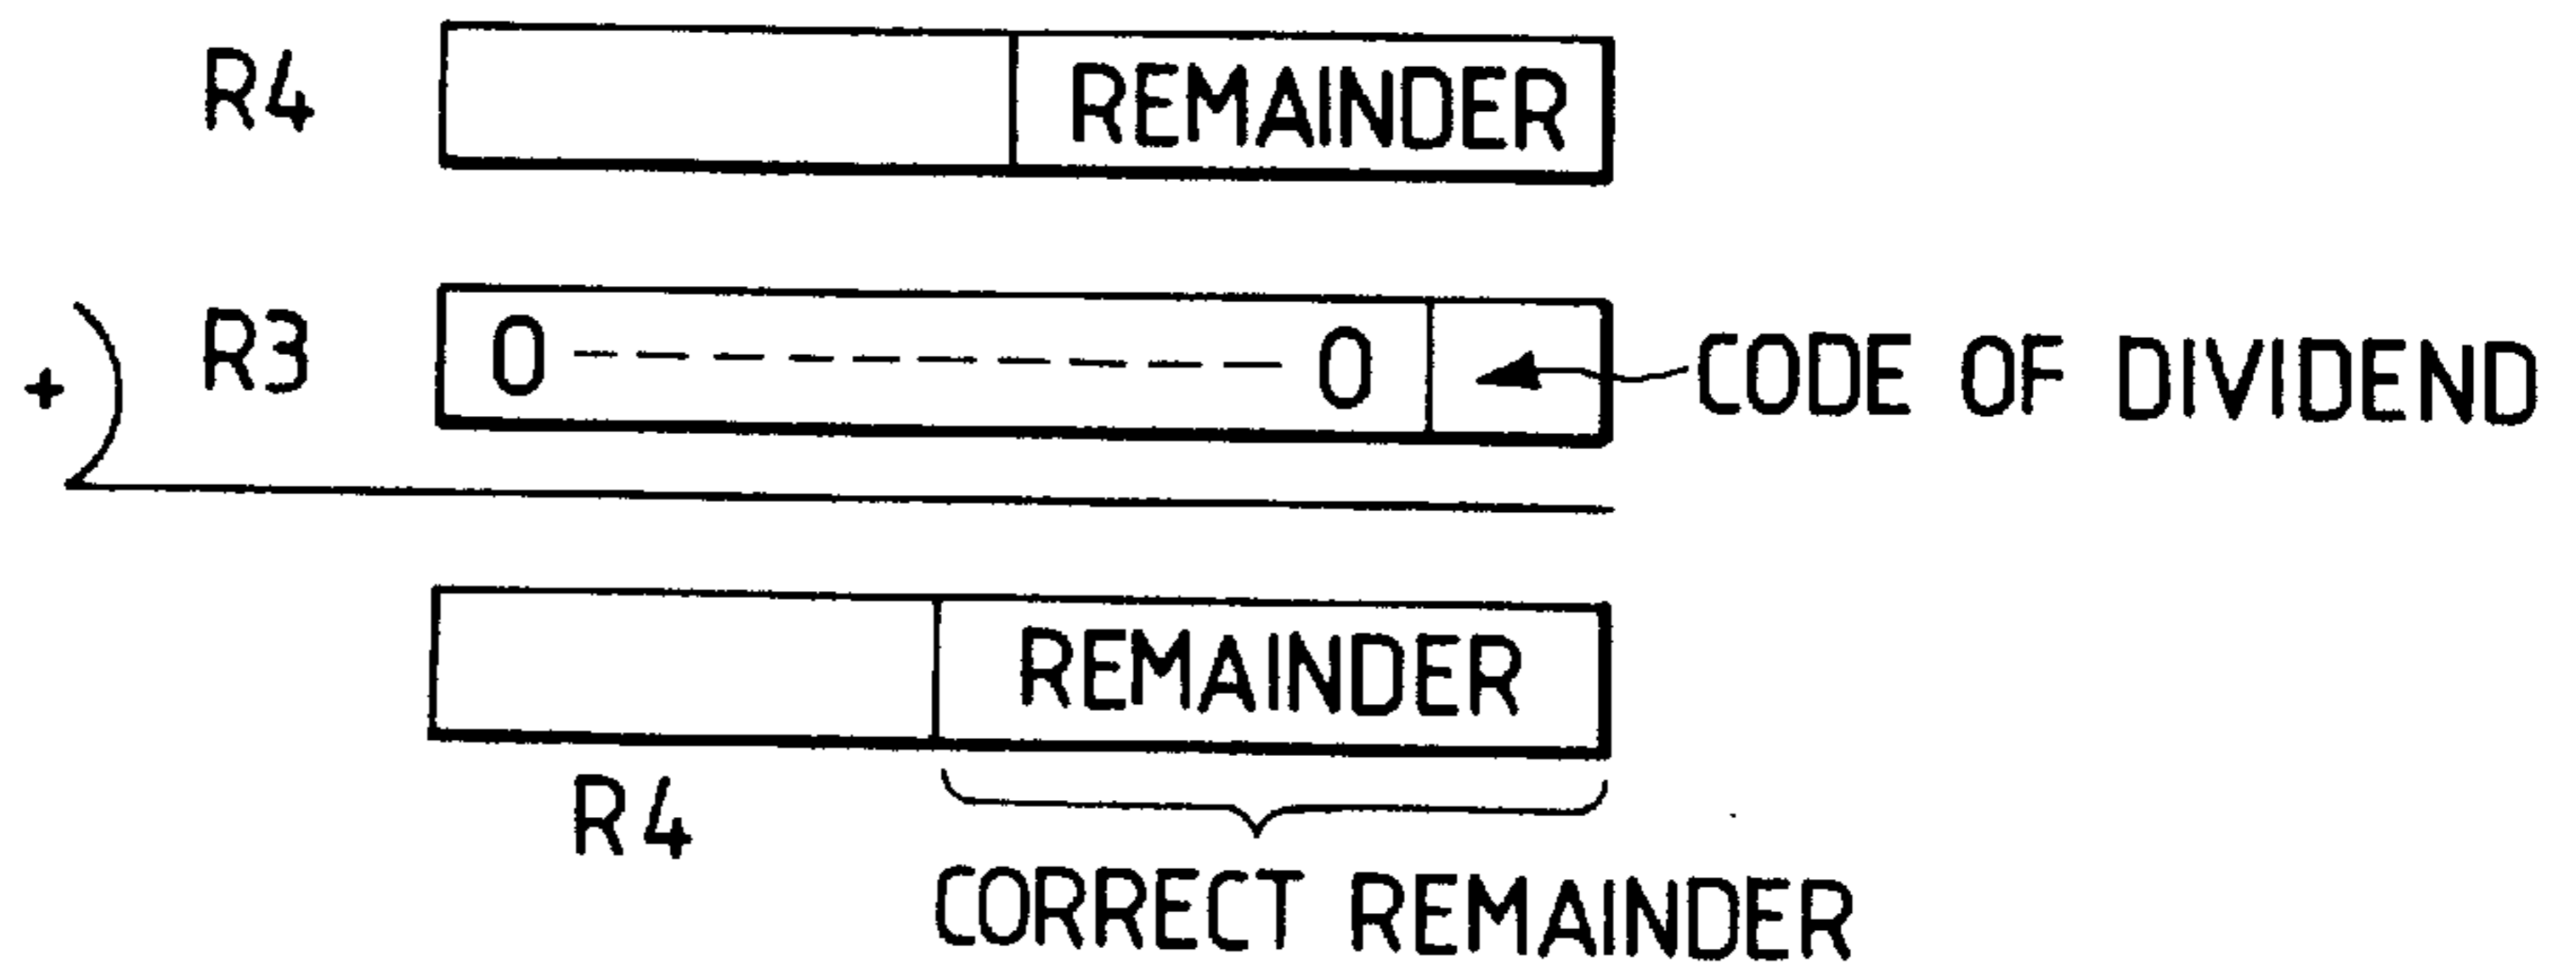 R4 REMAINDER
+ R3 0 ---------- 0 CODE OF DIVIDEND
REMAINDER
R4
CORRECT REMAINDER